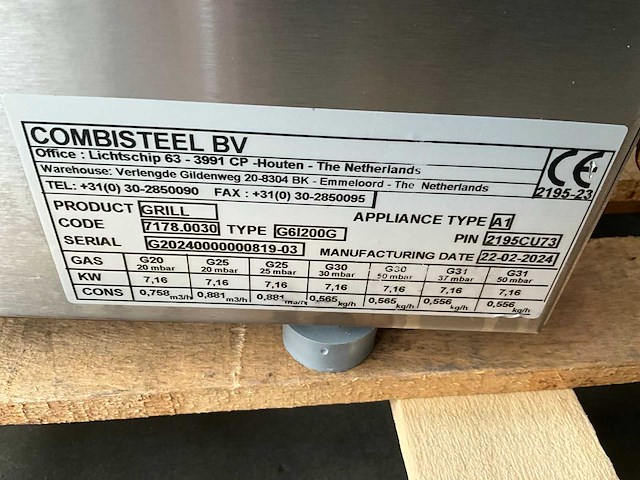 COMBISTEEL BV
Office : Lichtschip 63 - 3991 CP -Houten - The Netherlands
Warehouse: Verlengde Gildenweg 20-8304 BK - Emmeloord - The Netherlands
TEL: +31(0) 30-2850090 FAX : +31(0) 30-2850095
CE
2195-23
PRODUCT GRILL APPLIANCE TYPE A1
CODE 7178.0030 TYPE G6I200G PIN 2195CU73
SERIAL G20240000000819-03 MANUFACTURING DATE 22-02-2024
GAS G20 20 mbar G25 20 mbar G25 25 mbar G30 30 mbar G30 50 mbar G31 37 mbar G31 50 mbar
KW 7,16 7,16 7,16 7,16 7,16 7,16 7,16
CONS 0,758 m3/h 0,881 m3/h 0,881 m3/h 0,565 kg/h 0,565 kg/h 0,556 kg/h 0,556 kg/h